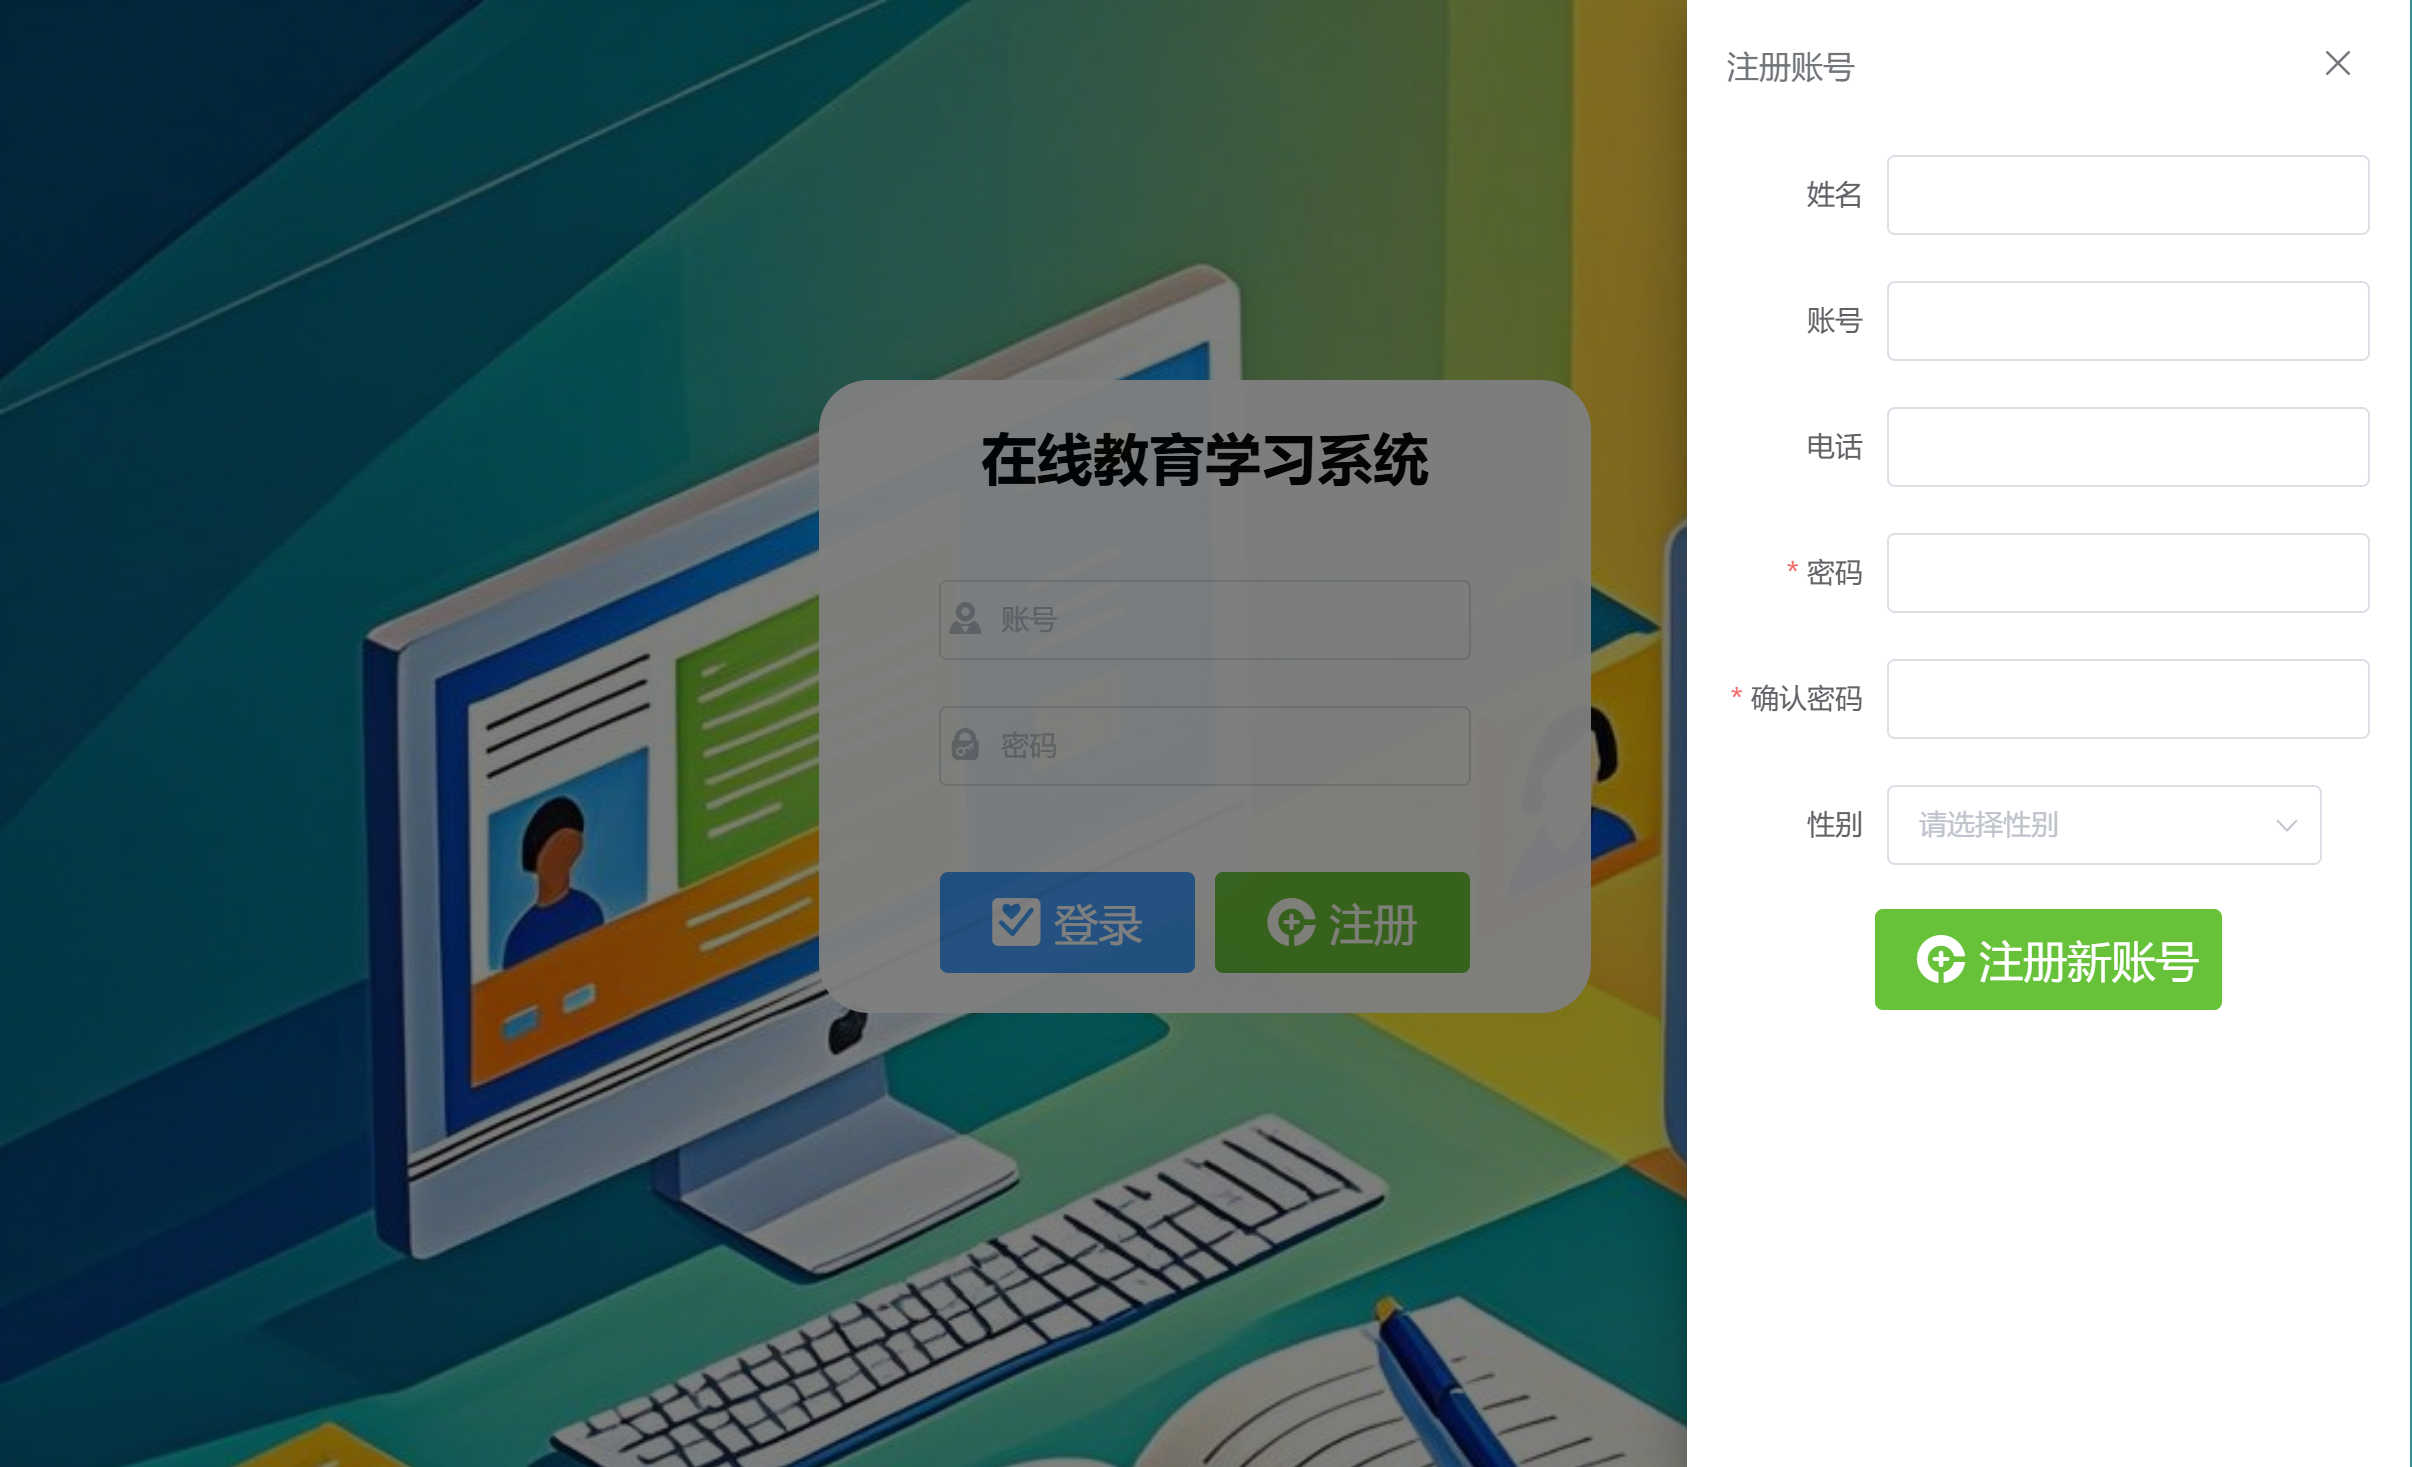 在线教育学习系统
账号
密码
登录
注册
注册账号
姓名
账号
电话
* 密码
* 确认密码
性别
请选择性别
注册新账号